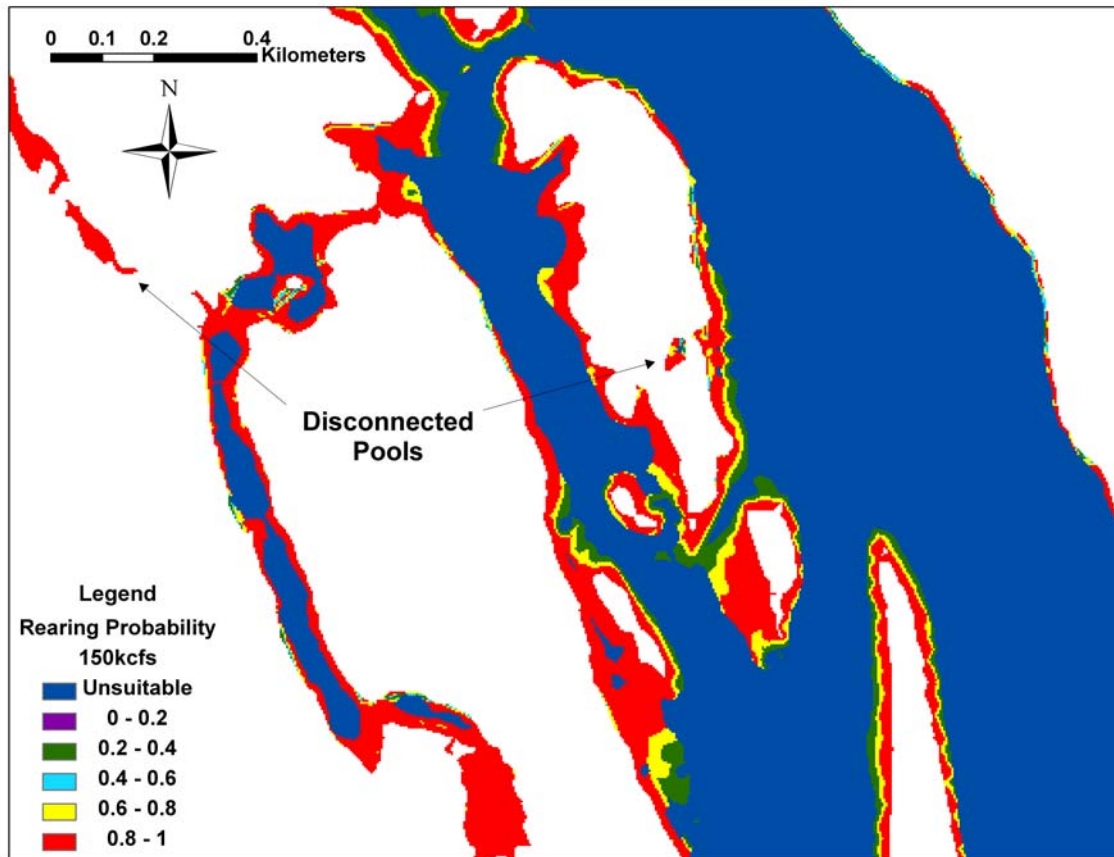 0 0.1 0.2 0.4
Kilometers
N
Disconnected
Pools
Legend
Rearing Probability
150kcfs
Unsuitable
0 - 0.2
0.2 - 0.4
0.4 - 0.6
0.6 - 0.8
0.8 - 1